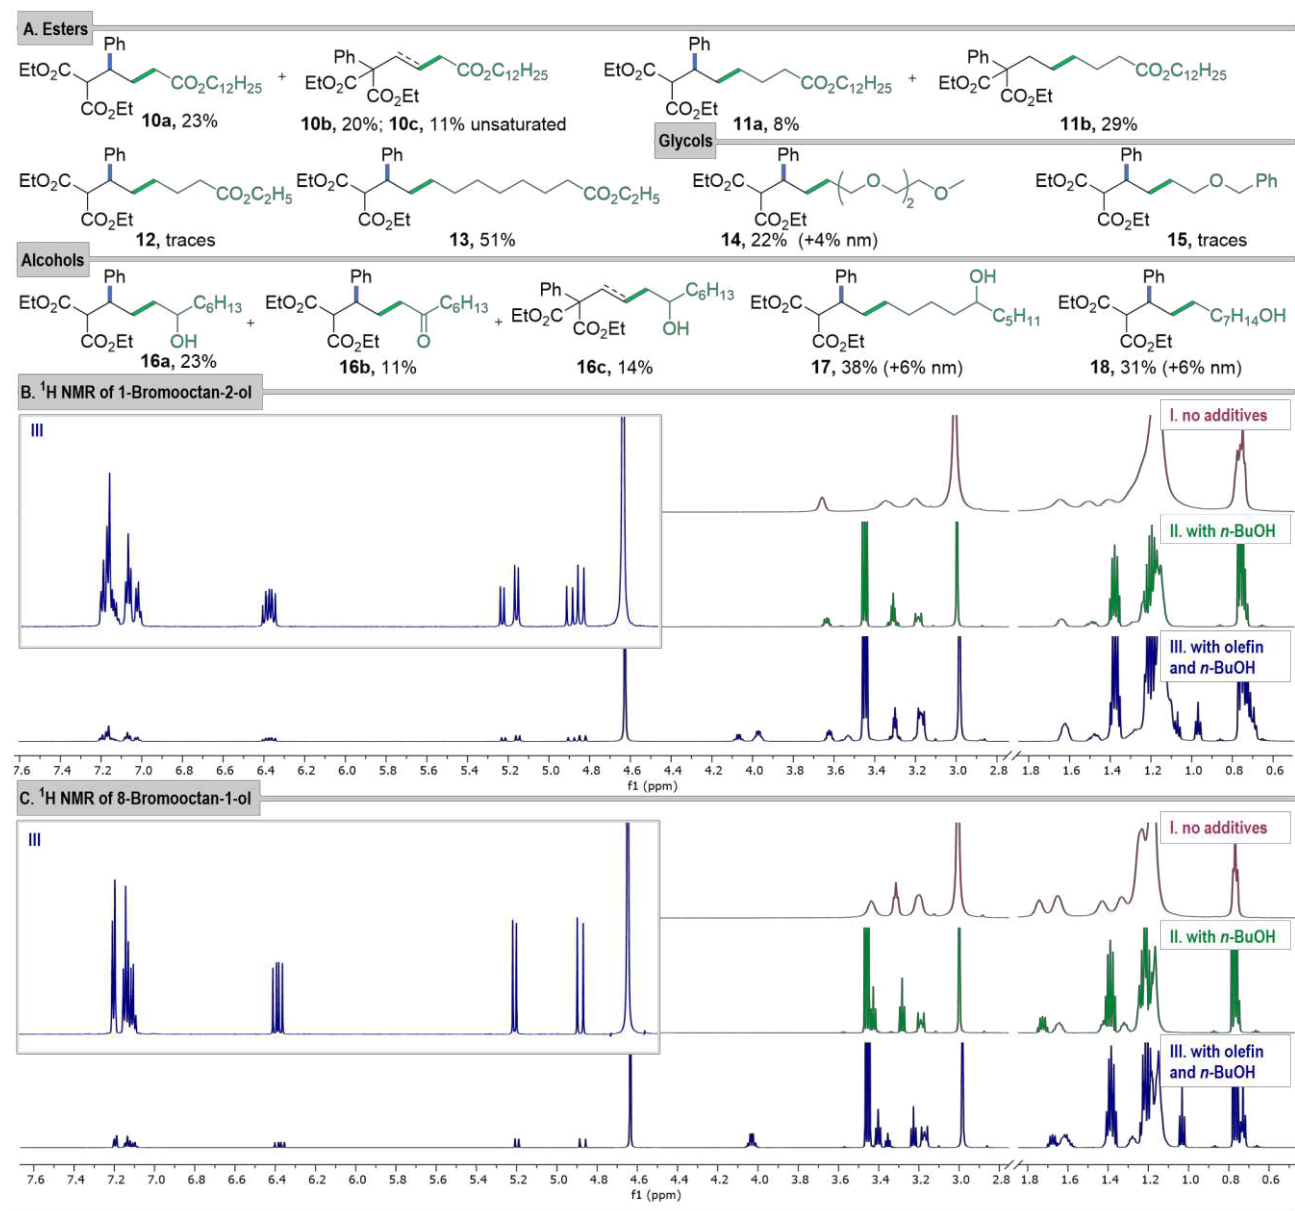 A. Esters
Ph
EtO₂C
CO₂Et
CO₂C₁₂H₂₅
+
Ph
EtO₂C
CO₂Et
CO₂C₁₂H₂₅
Ph
EtO₂C
CO₂Et
CO₂C₁₂H₂₅
+
Ph
EtO₂C
CO₂Et
CO₂C₁₂H₂₅
10a, 23%
10b, 20%; 10c, 11% unsaturated
11a, 8%
11b, 29%
Glycols
Ph
EtO₂C
CO₂Et
CO₂C₂H₅
Ph
EtO₂C
CO₂Et
CO₂C₂H₅
Ph
EtO₂C
CO₂Et
O
2
O
Ph
EtO₂C
CO₂Et
O
Ph
12, traces
13, 51%
14, 22% (+4% nm)
15, traces
Alcohols
Ph
EtO₂C
CO₂Et
C₆H₁₃
OH
+
Ph
EtO₂C
CO₂Et
C₆H₁₃
O
+
Ph
EtO₂C
CO₂Et
C₆H₁₃
OH
Ph
EtO₂C
CO₂Et
OH
C₅H₁₁
Ph
EtO₂C
CO₂Et
C₇H₁₄OH
16a, 23%
16b, 11%
16c, 14%
17, 38% (+6% nm)
18, 31% (+6% nm)
B. ¹H NMR of 1-Bromooctan-2-ol
III
I. no additives
II. with n-BuOH
III. with olefin
and n-BuOH
7.6 7.4 7.2 7.0 6.8 6.6 6.4 6.2 6.0 5.8 5.6 5.4 5.2 5.0 4.8 4.6 4.4 4.2 4.0 3.8 3.6 3.4 3.2 3.0 2.8 1.8 1.6 1.4 1.2 1.0 0.8 0.6
f1 (ppm)
C. ¹H NMR of 8-Bromooctan-1-ol
III
I. no additives
II. with n-BuOH
III. with olefin
and n-BuOH
7.6 7.4 7.2 7.0 6.8 6.6 6.4 6.2 6.0 5.8 5.6 5.4 5.2 5.0 4.8 4.6 4.4 4.2 4.0 3.8 3.6 3.4 3.2 3.0 2.8 1.8 1.6 1.4 1.2 1.0 0.8 0.6
f1 (ppm)